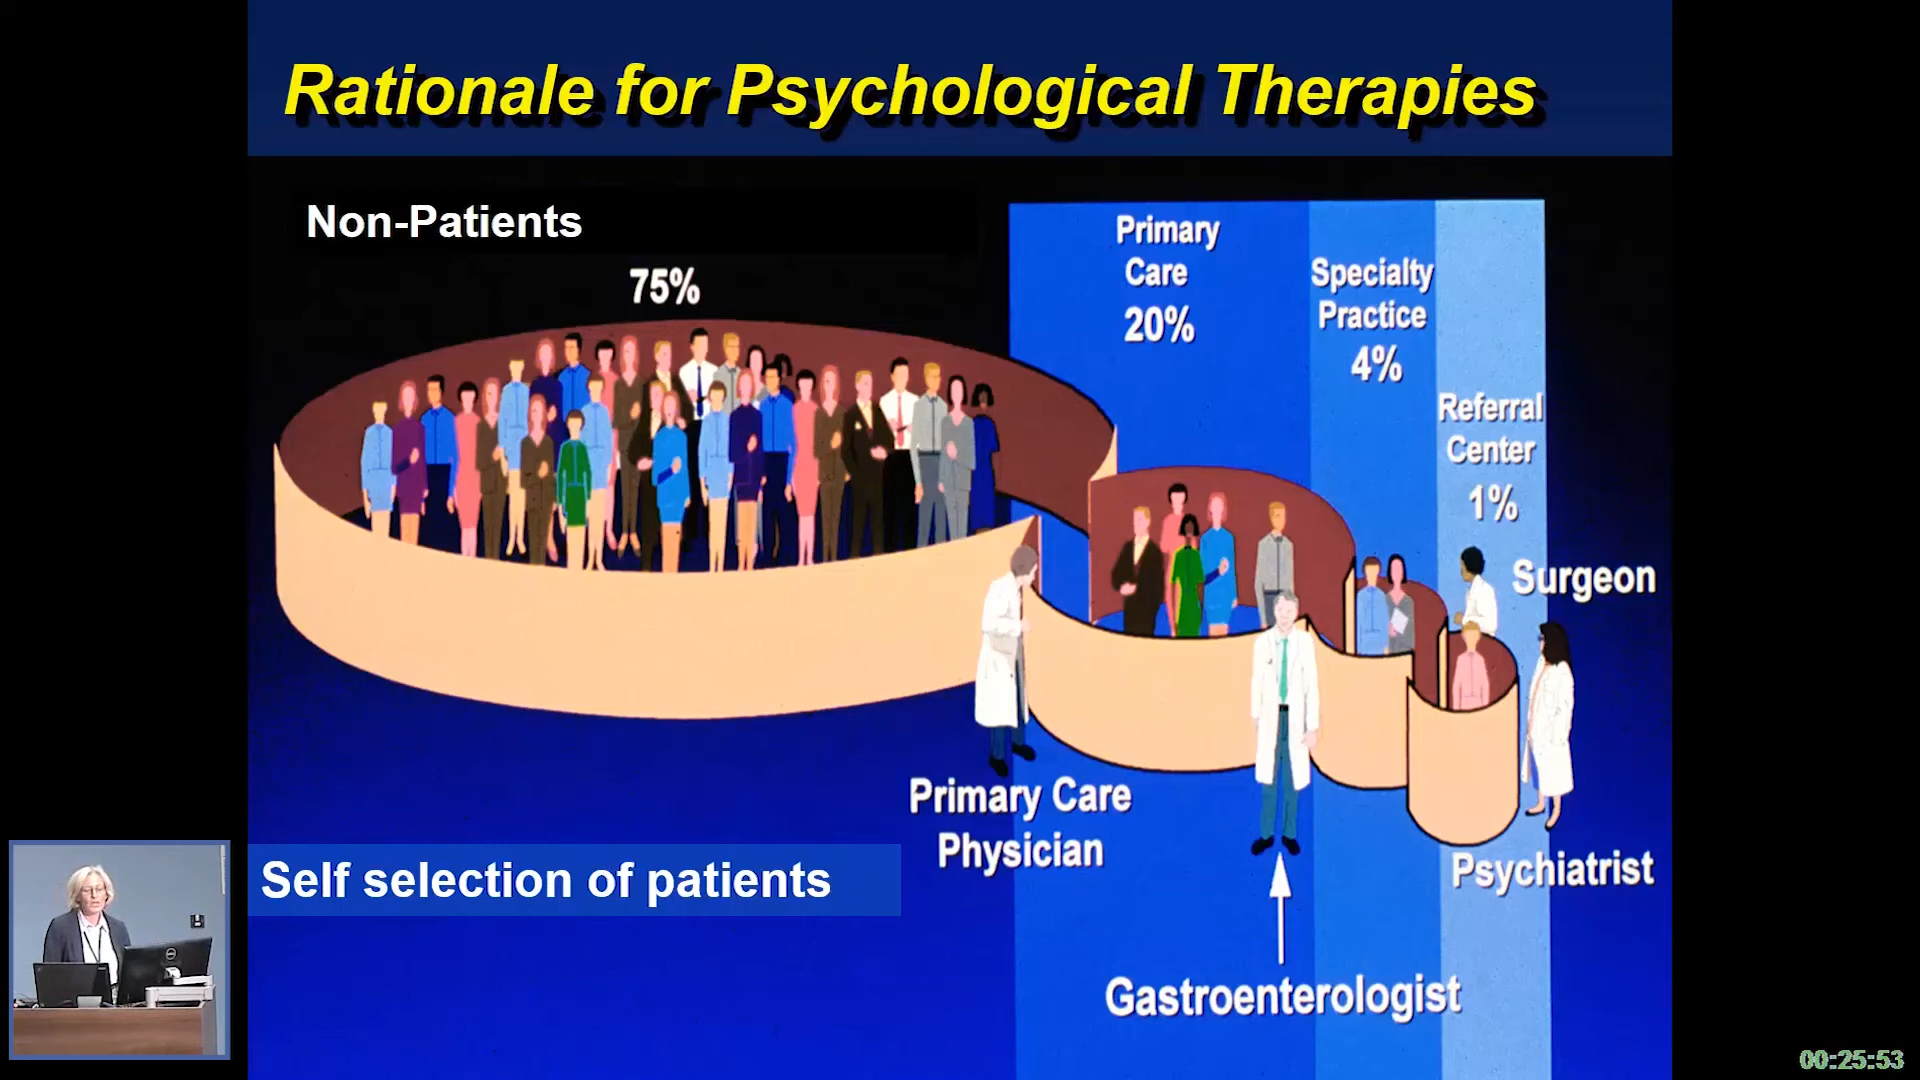 Rationale for Psychological Therapies
Non-Patients
75%
Primary
Care
20%
Specialty
Practice
4%
Referral
Center
1%
Surgeon
Primary Care
Physician
Psychiatrist
Self selection of patients
Gastroenterologist
00:25:53